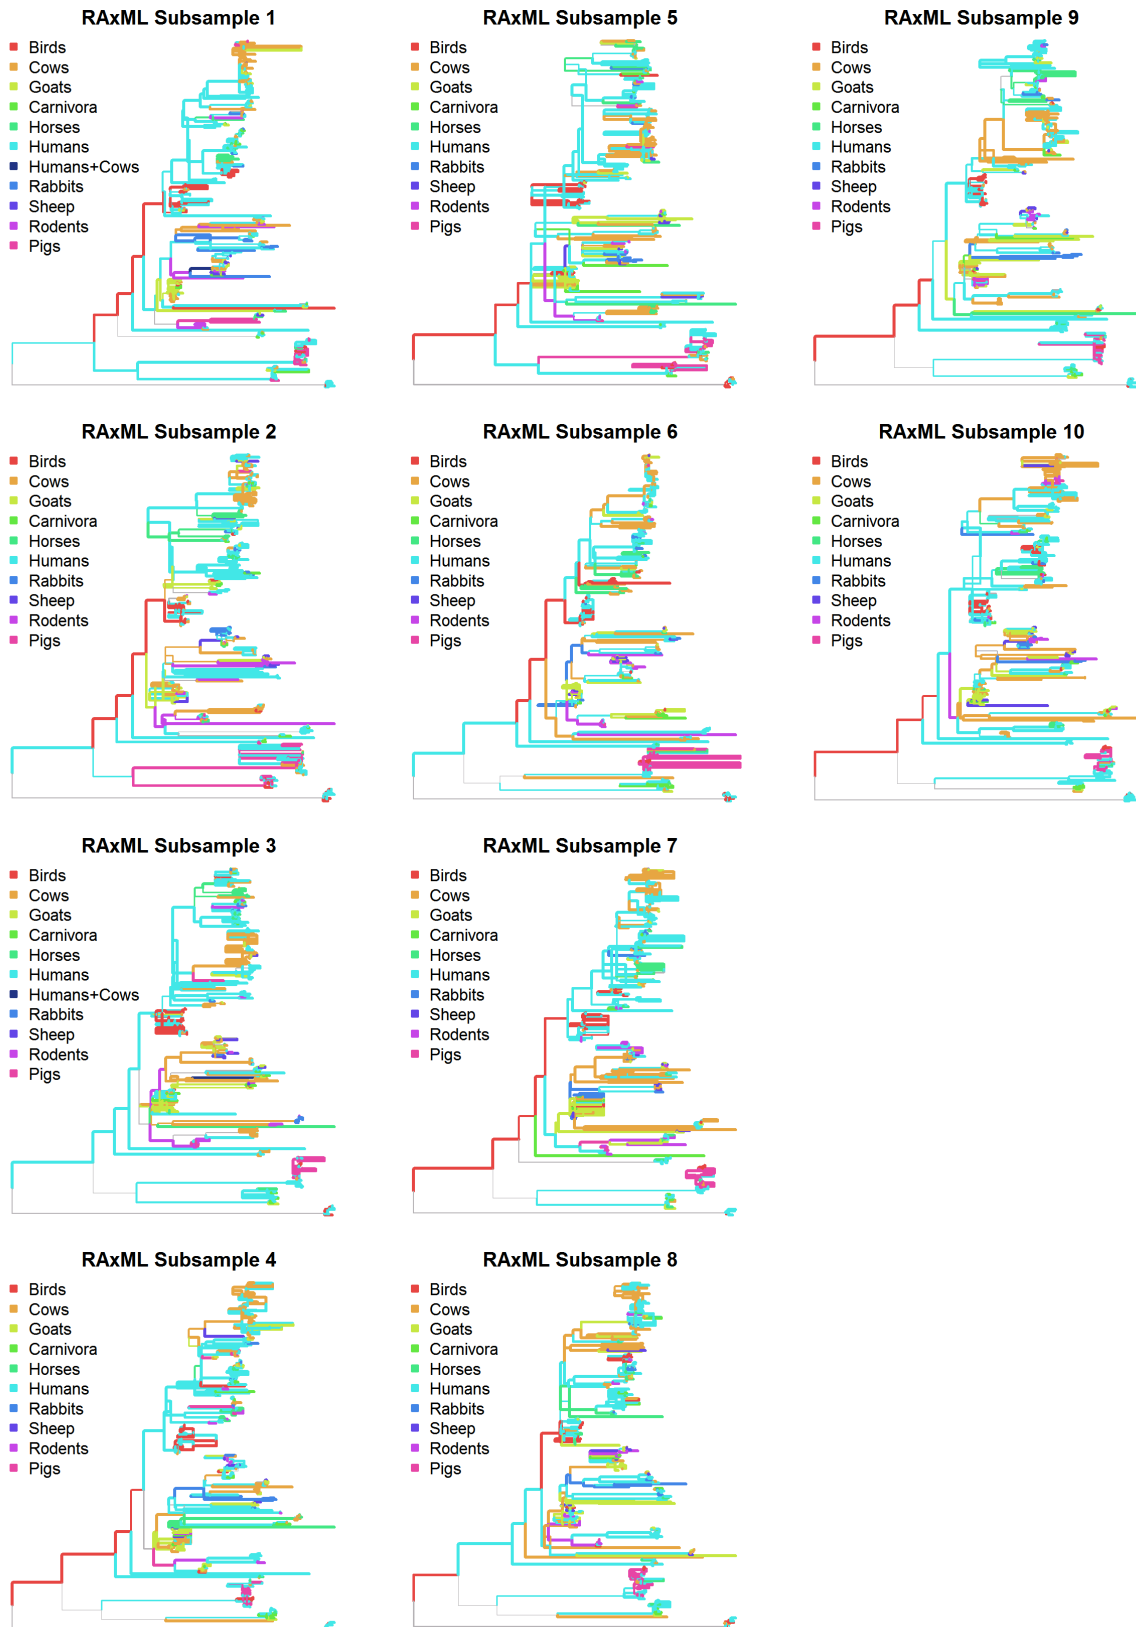 RAxML Subsample 1
Birds
Cows
Goats
Carnivora
Horses
Humans
Humans+Cows
Rabbits
Sheep
Rodents
Pigs
RAxML Subsample 5
Birds
Cows
Goats
Carnivora
Horses
Humans
Rabbits
Sheep
Rodents
Pigs
RAxML Subsample 9
Birds
Cows
Goats
Carnivora
Horses
Humans
Rabbits
Sheep
Rodents
Pigs
RAxML Subsample 2
Birds
Cows
Goats
Carnivora
Horses
Humans
Rabbits
Sheep
Rodents
Pigs
RAxML Subsample 6
Birds
Cows
Goats
Carnivora
Horses
Humans
Rabbits
Sheep
Rodents
Pigs
RAxML Subsample 10
Birds
Cows
Goats
Carnivora
Horses
Humans
Rabbits
Sheep
Rodents
Pigs
RAxML Subsample 3
Birds
Cows
Goats
Carnivora
Horses
Humans
Humans+Cows
Rabbits
Sheep
Rodents
Pigs
RAxML Subsample 7
Birds
Cows
Goats
Carnivora
Horses
Humans
Rabbits
Sheep
Rodents
Pigs
RAxML Subsample 4
Birds
Cows
Goats
Carnivora
Horses
Humans
Rabbits
Sheep
Rodents
Pigs
RAxML Subsample 8
Birds
Cows
Goats
Carnivora
Horses
Humans
Rabbits
Sheep
Rodents
Pigs